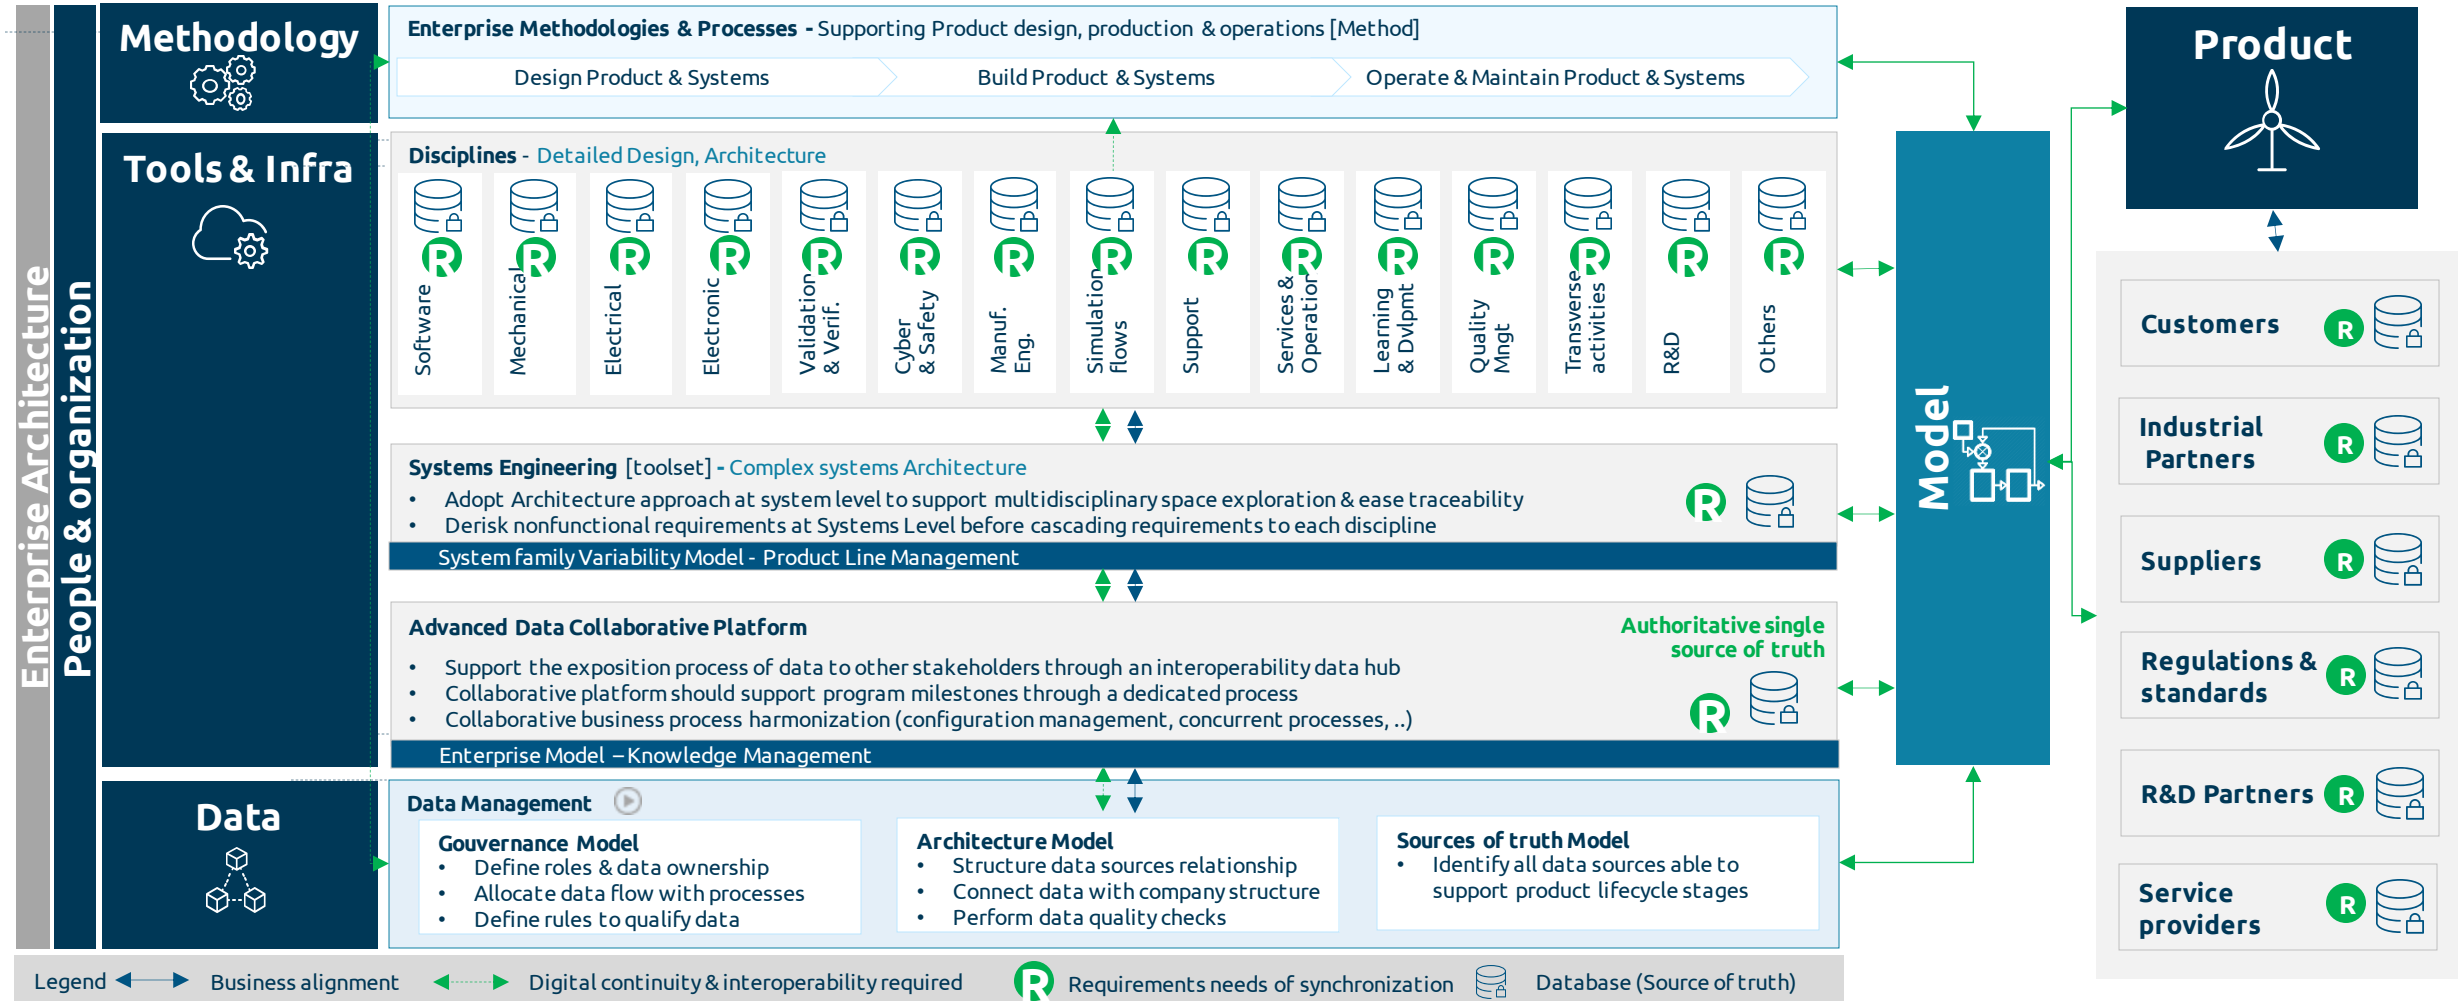 Enterprise Architecture
People & organization
Methodology
Enterprise Methodologies & Processes - Supporting Product design, production & operations [Method]
Design Product & Systems
Build Product & Systems
Operate & Maintain Product & Systems
Tools & Infra
Disciplines - Detailed Design, Architecture
R
Software
R
Mechanical
R
Electrical
R
Electronic
R
Validation
& Verif.
R
Cyber
& Safety
R
Manuf.
Eng.
R
Simulation
flows
R
Support
R
Services &
Operation
R
Learning
& Dvlpmt
R
Quality
Mngt
R
Transverse
activities
R
R&D
R
Others
Systems Engineering [toolset] - Complex systems Architecture
• Adopt Architecture approach at system level to support multidisciplinary space exploration & ease traceability
• Derisk nonfunctional requirements at Systems Level before cascading requirements to each discipline
R
System family Variability Model - Product Line Management
Advanced Data Collaborative Platform
Authoritative single
source of truth
• Support the exposition process of data to other stakeholders through an interoperability data hub
• Collaborative platform should support program milestones through a dedicated process
• Collaborative business process harmonization (configuration management, concurrent processes, ..)
R
Enterprise Model – Knowledge Management
Data
Data Management
Gouvernance Model
• Define roles & data ownership
• Allocate data flow with processes
• Define rules to qualify data
Architecture Model
• Structure data sources relationship
• Connect data with company structure
• Perform data quality checks
Sources of truth Model
• Identify all data sources able to
support product lifecycle stages
Model
Product
Customers
R
Industrial
Partners
R
Suppliers
R
Regulations &
standards
R
R&D Partners
R
Service
providers
R
Legend
Business alignment
Digital continuity & interoperability required
R
Requirements needs of synchronization
Database (Source of truth)